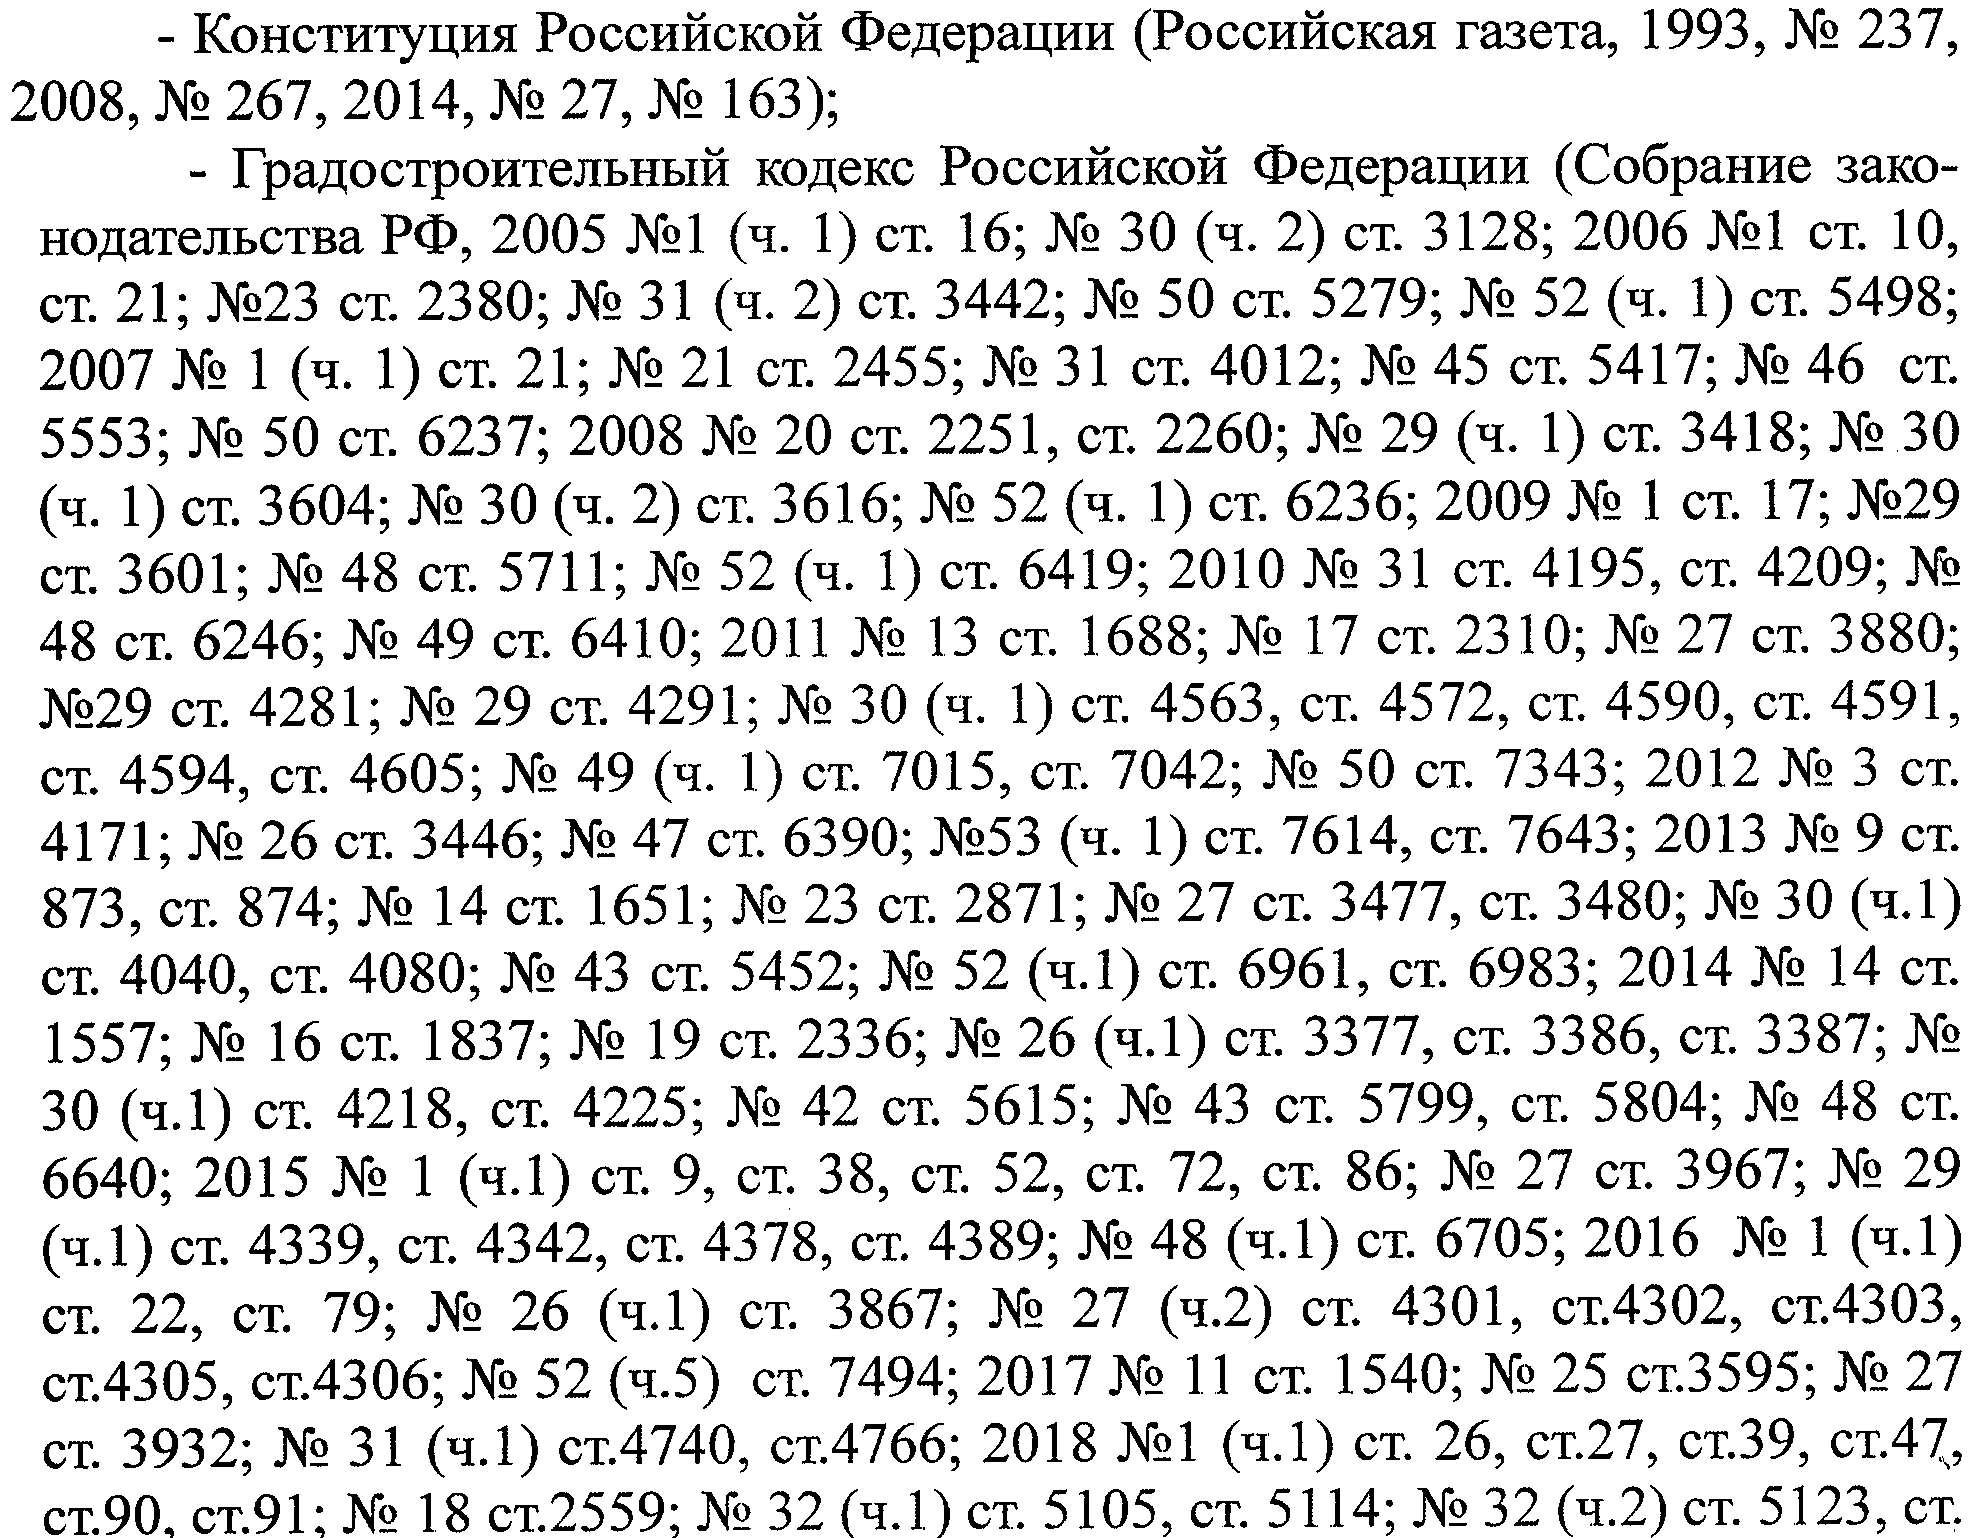 - Конституция Российской Федерации (Российская газета, 1993, № 237,
2008, № 267, 2014, № 27, № 163);
- Градостроительный кодекс Российской Федерации (Собрание зако-
нодательства РФ, 2005 №1 (ч. 1) ст. 16; № 30 (ч. 2) ст. 3128; 2006 №1 ст. 10,
ст. 21; №23 ст. 2380; № 31 (ч. 2) ст. 3442; № 50 ст. 5279; № 52 (ч. 1) ст. 5498;
2007 № 1 (ч. 1) ст. 21; № 21 ст. 2455; № 31 ст. 4012; № 45 ст. 5417; № 46 ст.
5553; № 50 ст. 6237; 2008 № 20 ст. 2251, ст. 2260; № 29 (ч. 1) ст. 3418; № 30
(ч. 1) ст. 3604; № 30 (ч. 2) ст. 3616; № 52 (ч. 1) ст. 6236; 2009 № 1 ст. 17; №29
ст. 3601; № 48 ст. 5711; № 52 (ч. 1) ст. 6419; 2010 № 31 ст. 4195, ст. 4209; №
48 ст. 6246; № 49 ст. 6410; 2011 № 13 ст. 1688; № 17 ст. 2310; № 27 ст. 3880;
№29 ст. 4281; № 29 ст. 4291; № 30 (ч. 1) ст. 4563, ст. 4572, ст. 4590, ст. 4591,
ст. 4594, ст. 4605; № 49 (ч. 1) ст. 7015, ст. 7042; № 50 ст. 7343; 2012 № 3 ст.
4171; № 26 ст. 3446; № 47 ст. 6390; №53 (ч. 1) ст. 7614, ст. 7643; 2013 № 9 ст.
873, ст. 874; № 14 ст. 1651; № 23 ст. 2871; № 27 ст. 3477, ст. 3480; № 30 (ч.1)
ст. 4040, ст. 4080; № 43 ст. 5452; № 52 (ч.1) ст. 6961, ст. 6983; 2014 № 14 ст.
1557; № 16 ст. 1837; № 19 ст. 2336; № 26 (ч.1) ст. 3377, ст. 3386, ст. 3387; №
30 (ч.1) ст. 4218, ст. 4225; № 42 ст. 5615; № 43 ст. 5799, ст. 5804; № 48 ст.
6640; 2015 № 1 (ч.1) ст. 9, ст. 38, ст. 52, ст. 72, ст. 86; № 27 ст. 3967; № 29
(ч.1) ст. 4339, ст. 4342, ст. 4378, ст. 4389; № 48 (ч.1) ст. 6705; 2016 № 1 (ч.1)
ст. 22, ст. 79; № 26 (ч.1) ст. 3867; № 27 (ч.2) ст. 4301, ст.4302, ст.4303,
ст.4305, ст.4306; № 52 (ч.5) ст. 7494; 2017 № 11 ст. 1540; № 25 ст.3595; № 27
ст. 3932; № 31 (ч.1) ст.4740, ст.4766; 2018 №1 (ч.1) ст. 26, ст.27, ст.39, ст.47,
ст.90, ст.91; № 18 ст.2559; № 32 (ч.1) ст. 5105, ст. 5114; № 32 (ч.2) ст. 5123, ст.